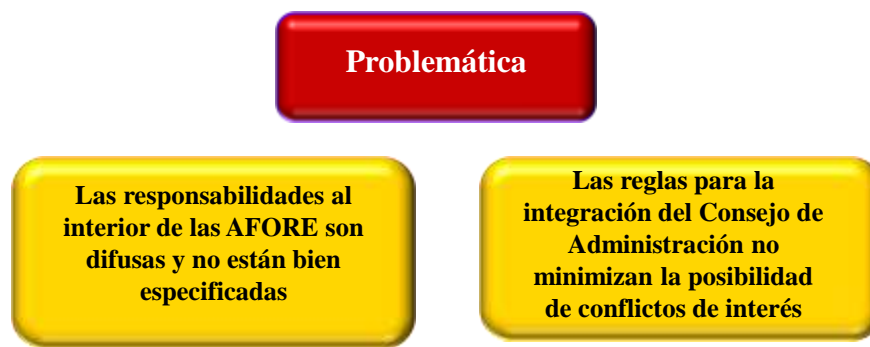 Problemática
Las responsabilidades al
interior de las AFORE son
difusas y no están bien
especificadas
Las reglas para la
integración del Consejo de
Administración no
minimizan la posibilidad
de conflictos de interés